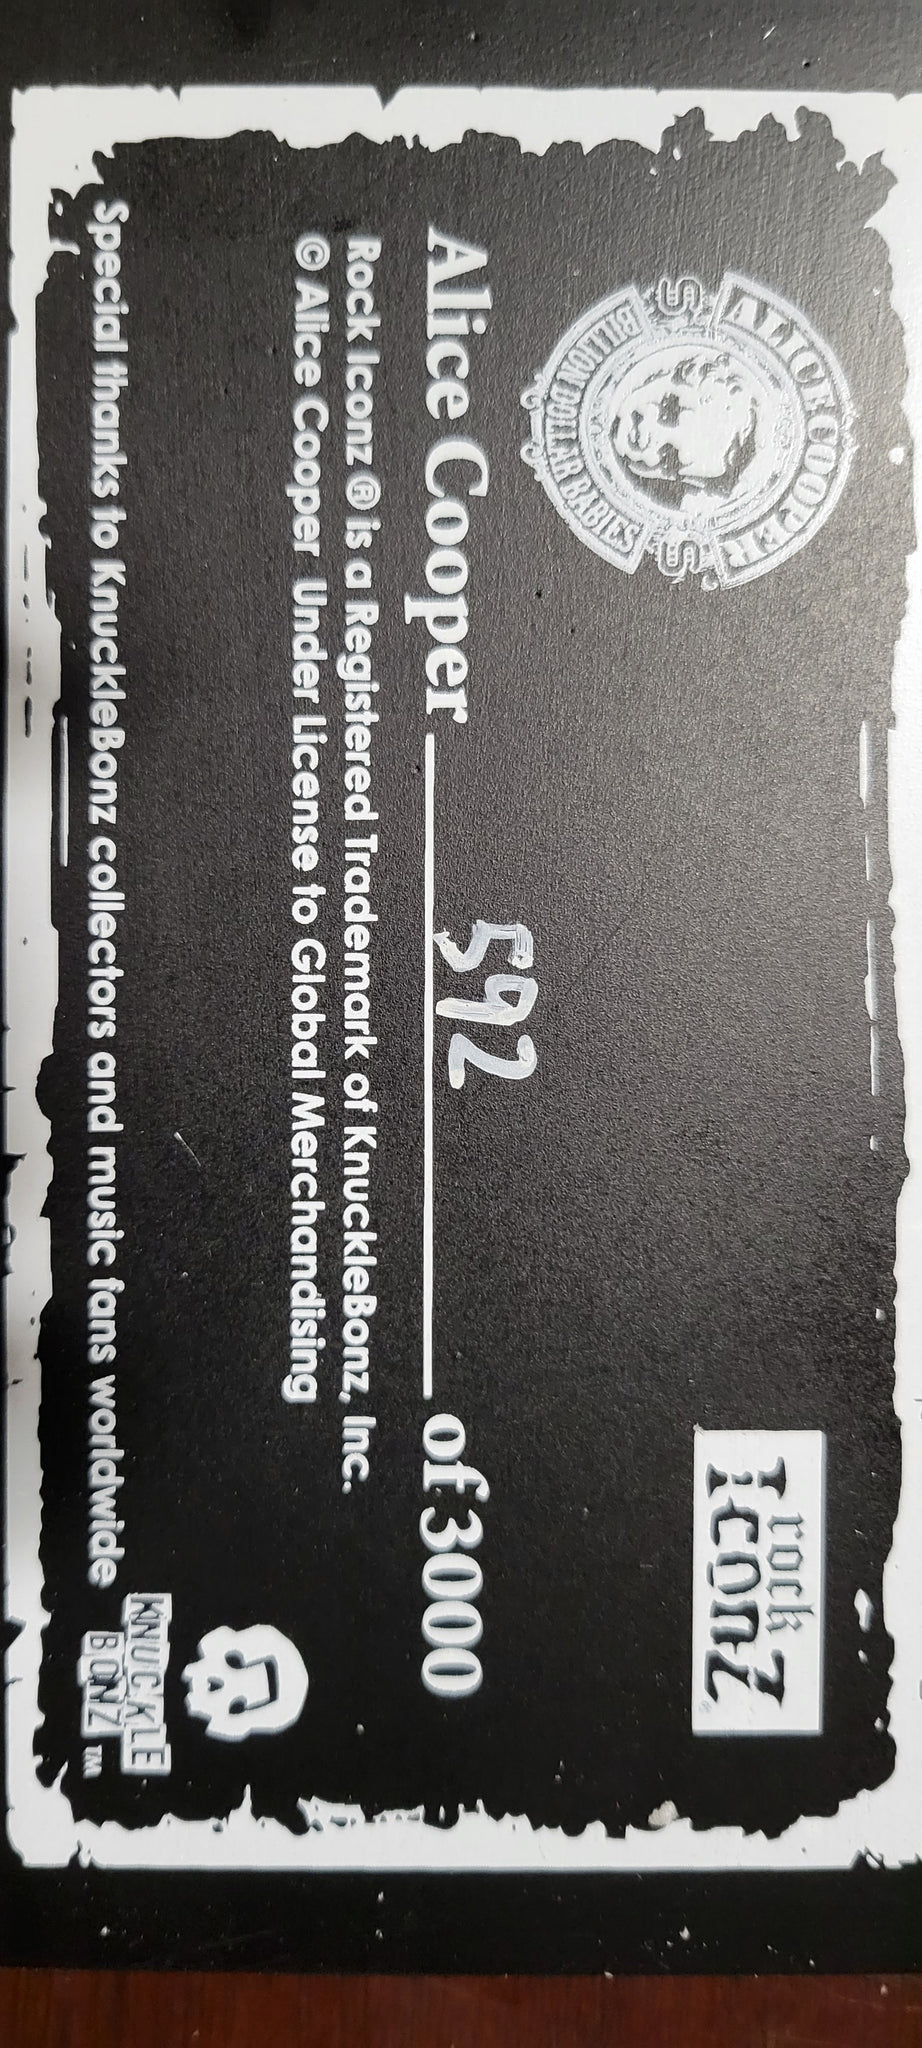 ALICE COOPER
BILLION DOLLAR BABIES
rock
Iconz
®
Alice Cooper 592 of 3000
Rock Iconz ® is a Registered Trademark of KnuckleBonz, Inc.
© Alice Cooper Under License to Global Merchandising
Special thanks to KnuckleBonz collectors and music fans worldwide
KNUCKLE
BONZ TM